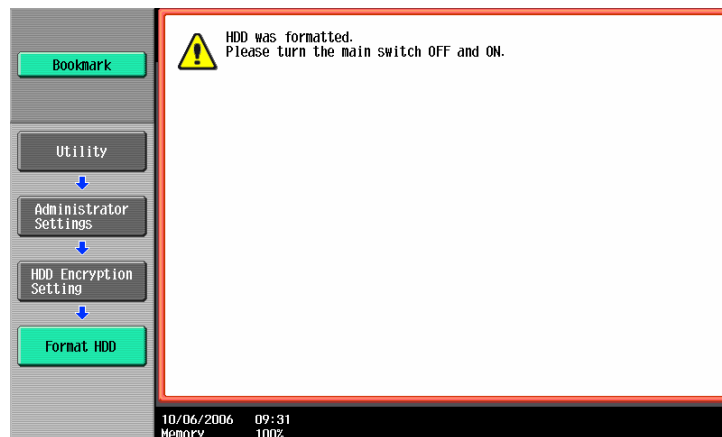 HDD was formatted.
Please turn the main switch OFF and ON.
Bookmark
Utility
Administrator
Settings
HDD Encryption
Setting
Format HDD
10/06/2006 09:31
Memory 100%